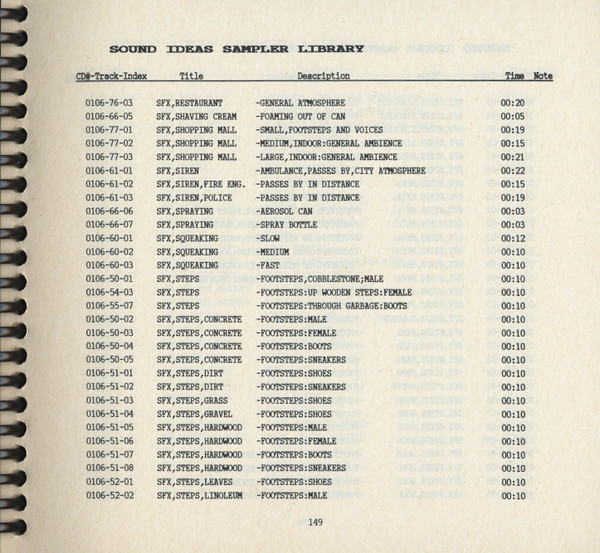 SOUND IDEAS SAMPLER LIBRARY
CD#-Track-Index Title Description Time Note
0106-76-03 SFX,RESTAURANT -GENERAL ATMOSPHERE 00:20
0106-66-05 SFX,SHAVING CREAM -FOAMING OUT OF CAN 00:05
0106-77-01 SFX,SHOPPING MALL -SMALL,FOOTSTEPS AND VOICES 00:19
0106-77-02 SFX,SHOPPING MALL -MEDIUM,INDOOR:GENERAL AMBIENCE 00:15
0106-77-03 SFX,SHOPPING MALL -LARGE,INDOOR:GENERAL AMBIENCE 00:21
0106-61-01 SFX,SIREN -AMBULANCE,PASSES BY,CITY ATMOSPHERE 00:22
0106-61-02 SFX,SIREN,FIRE ENG. -PASSES BY IN DISTANCE 00:15
0106-61-03 SFX,SIREN,POLICE -PASSES BY IN DISTANCE 00:19
0106-66-06 SFX,SPRAYING -AEROSOL CAN 00:03
0106-66-07 SFX,SPRAYING -SPRAY BOTTLE 00:03
0106-60-01 SFX,SQUEAKING -SLOW 00:12
0106-60-02 SFX,SQUEAKING -MEDIUM 00:10
0106-60-03 SFX,SQUEAKING -FAST 00:10
0106-50-01 SFX,STEPS -FOOTSTEPS,COBBLESTONE;MALE 00:10
0106-54-03 SFX,STEPS -FOOTSTEPS:UP WOODEN STEPS:FEMALE 00:10
0106-55-07 SFX,STEPS -FOOTSTEPS:THROUGH GARBAGE:BOOTS 00:10
0106-50-02 SFX,STEPS,CONCRETE -FOOTSTEPS:MALE 00:10
0106-50-03 SFX,STEPS,CONCRETE -FOOTSTEPS:FEMALE 00:10
0106-50-04 SFX,STEPS,CONCRETE -FOOTSTEPS:BOOTS 00:10
0106-50-05 SFX,STEPS,CONCRETE -FOOTSTEPS:SNEAKERS 00:10
0106-51-01 SFX,STEPS,DIRT -FOOTSTEPS:SHOES 00:10
0106-51-02 SFX,STEPS,DIRT -FOOTSTEPS:SNEAKERS 00:10
0106-51-03 SFX,STEPS,GRASS -FOOTSTEPS:SHOES 00:10
0106-51-04 SFX,STEPS,GRAVEL -FOOTSTEPS:SHOES 00:10
0106-51-05 SFX,STEPS,HARDWOOD -FOOTSTEPS:MALE 00:10
0106-51-06 SFX,STEPS,HARDWOOD -FOOTSTEPS:FEMALE 00:10
0106-51-07 SFX,STEPS,HARDWOOD -FOOTSTEPS:BOOTS 00:10
0106-51-08 SFX,STEPS,HARDWOOD -FOOTSTEPS:SNEAKERS 00:10
0106-52-01 SFX,STEPS,LEAVES -FOOTSTEPS:SHOES 00:10
0106-52-02 SFX,STEPS,LINOLEUM -FOOTSTEPS:MALE 00:10
149